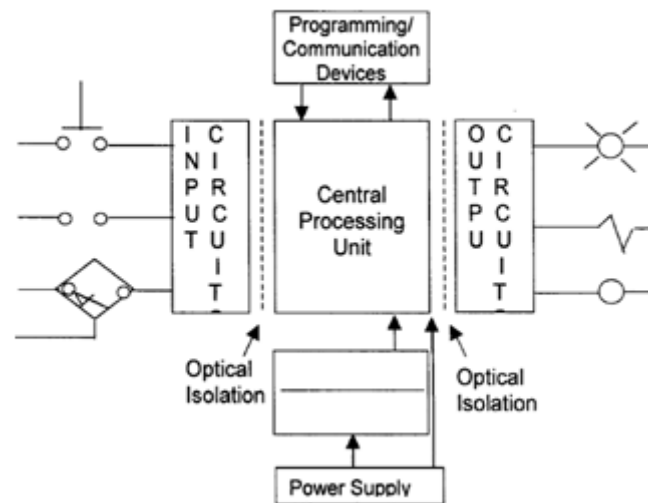 Programming/
Communication
Devices
INPUT
CIRCUIT
Central
Processing
Unit
OUTPU
CIRCUIT
Optical
Isolation
Optical
Isolation
Power Supply